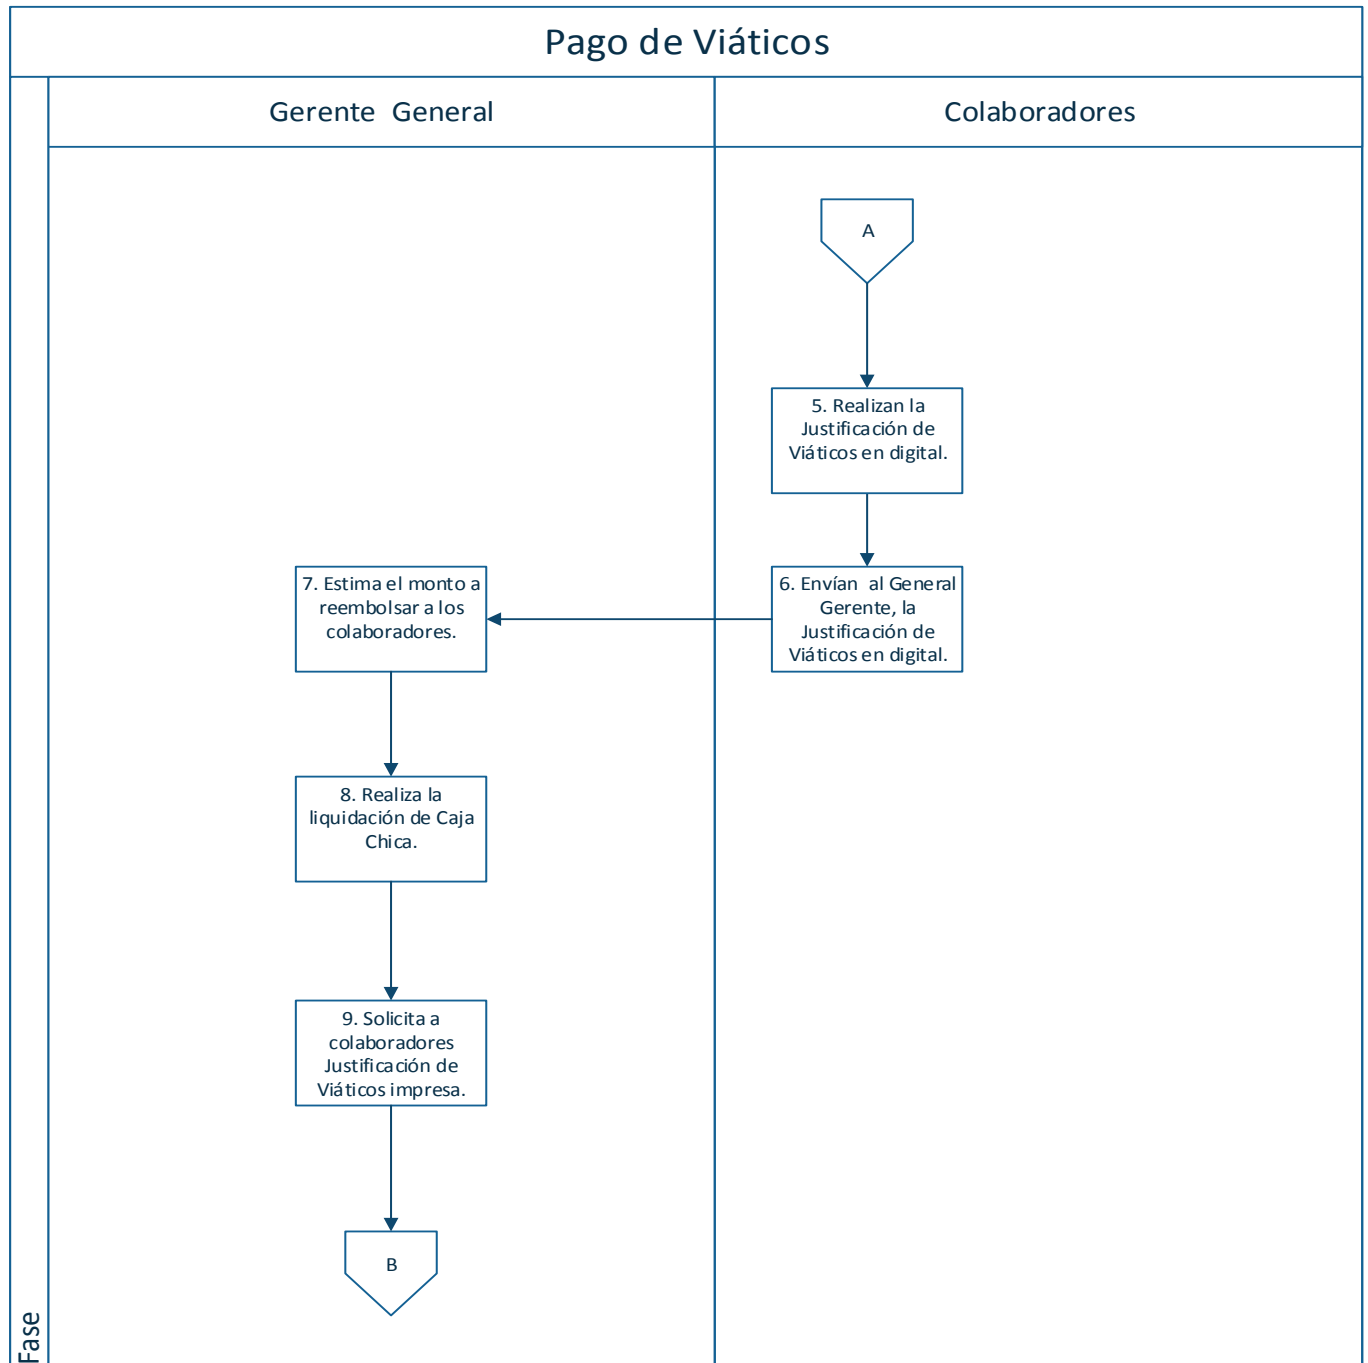 Pago de Viáticos
Gerente General
Colaboradores
A
5. Realizan la
Justificación de
Viáticos en digital.
6. Envían al General
Gerente, la
Justificación de
Viáticos en digital.
7. Estima el monto a
reembolsar a los
colaboradores.
8. Realiza la
liquidación de Caja
Chica.
9. Solicita a
colaboradores
Justificación de
Viáticos impresa.
B
Fase